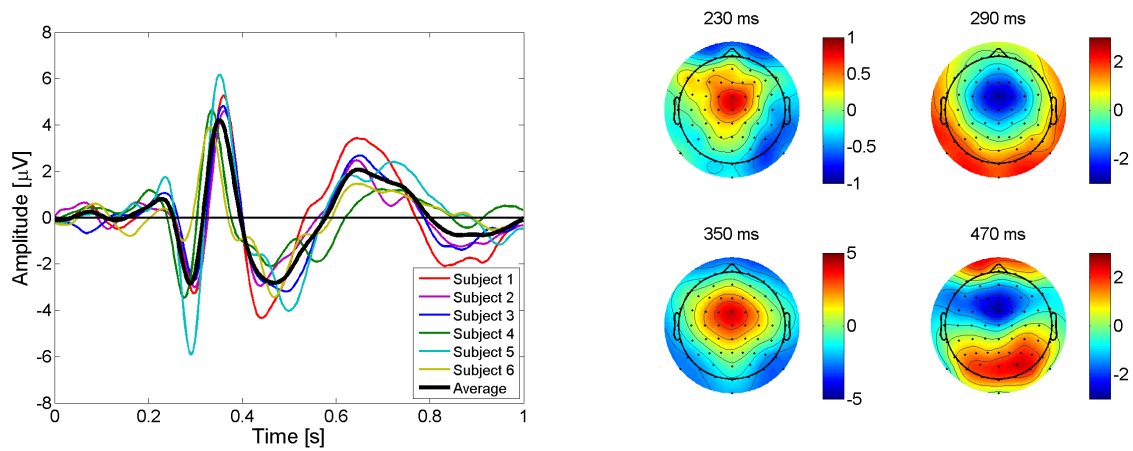 8
6
4
2
0
-2
-4
-6
-8
Amplitude [μV]
0 0.2 0.4 0.6 0.8 1
Time [s]
Subject 1
Subject 2
Subject 3
Subject 4
Subject 5
Subject 6
Average
230 ms
1
0.5
0
-0.5
-1
290 ms
2
0
-2
350 ms
5
0
-5
470 ms
2
0
-2